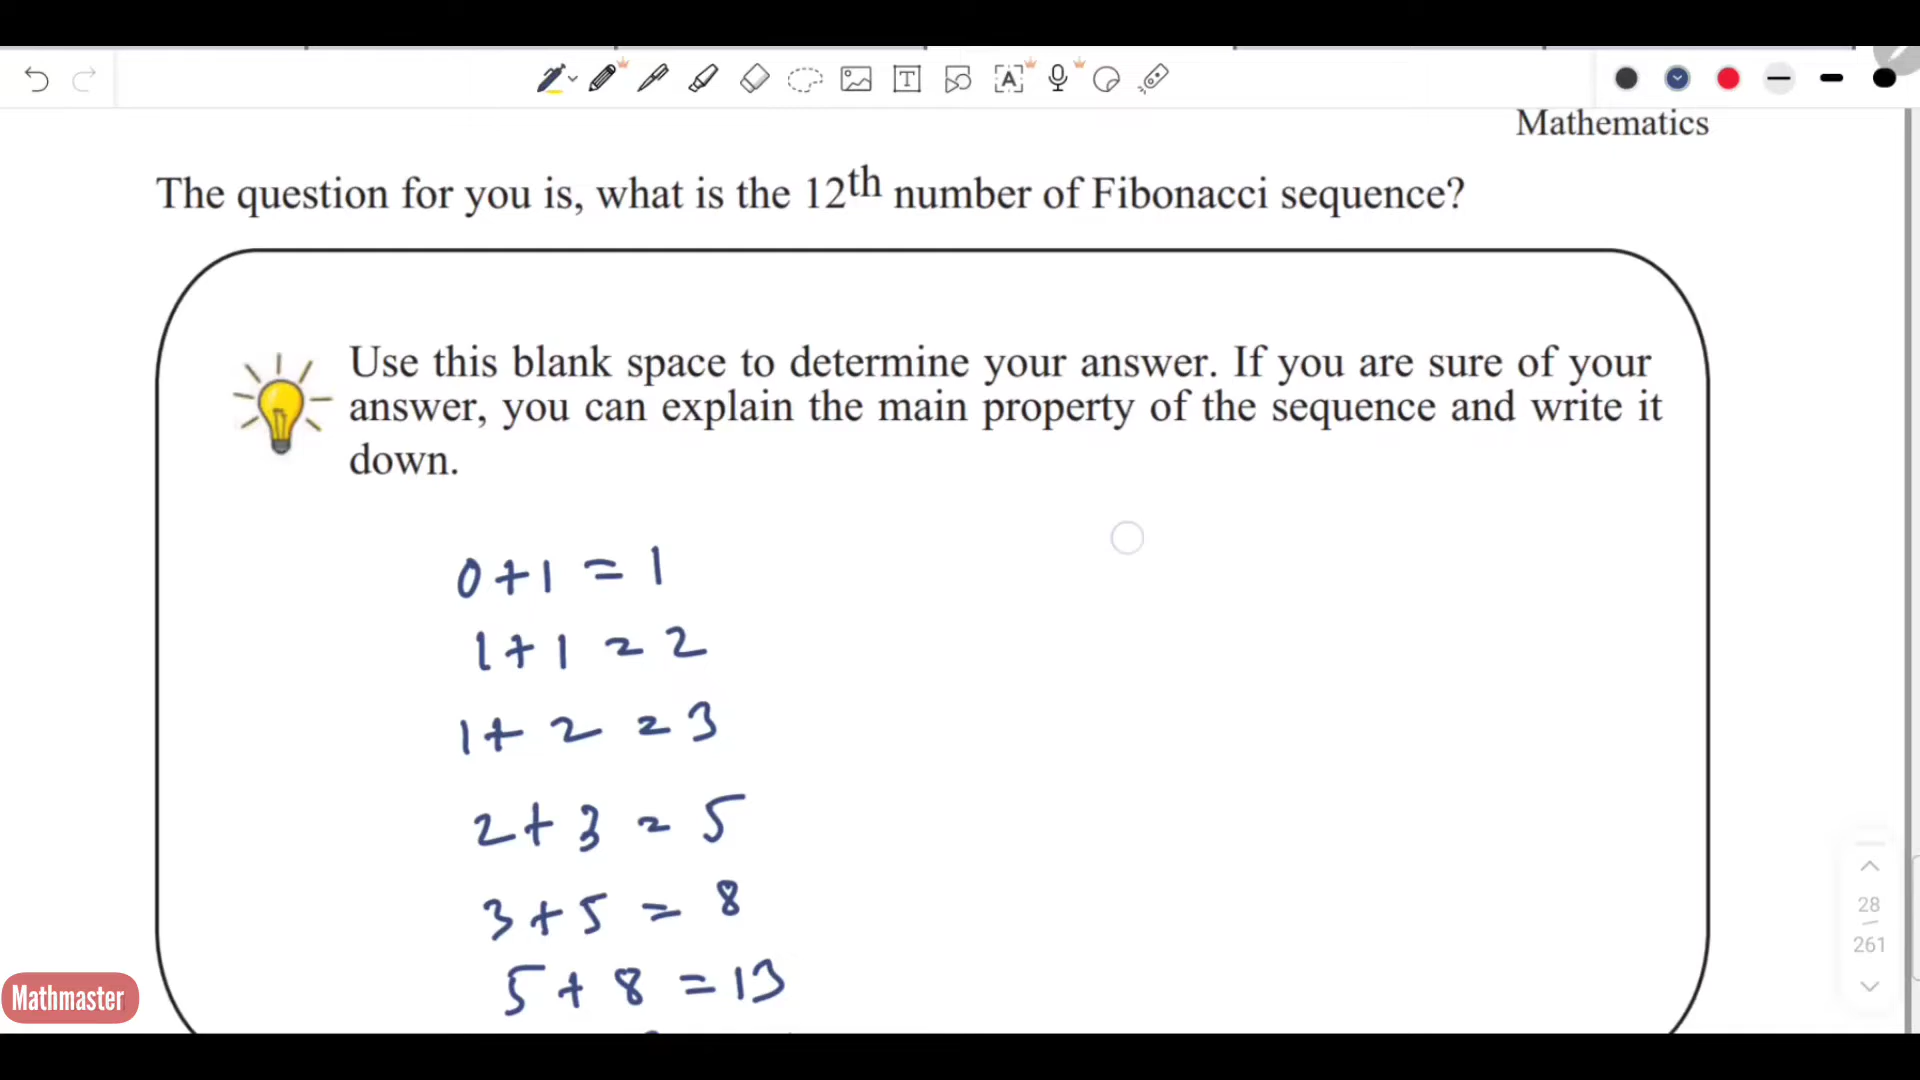 Mathematics
The question for you is, what is the 12th number of Fibonacci sequence?
Use this blank space to determine your answer. If you are sure of your
answer, you can explain the main property of the sequence and write it
down.
0+1 = 1
1+1 = 2
1+2 = 3
2+3 = 5
3+5 = 8
5+8 = 13
28
261
Mathmaster